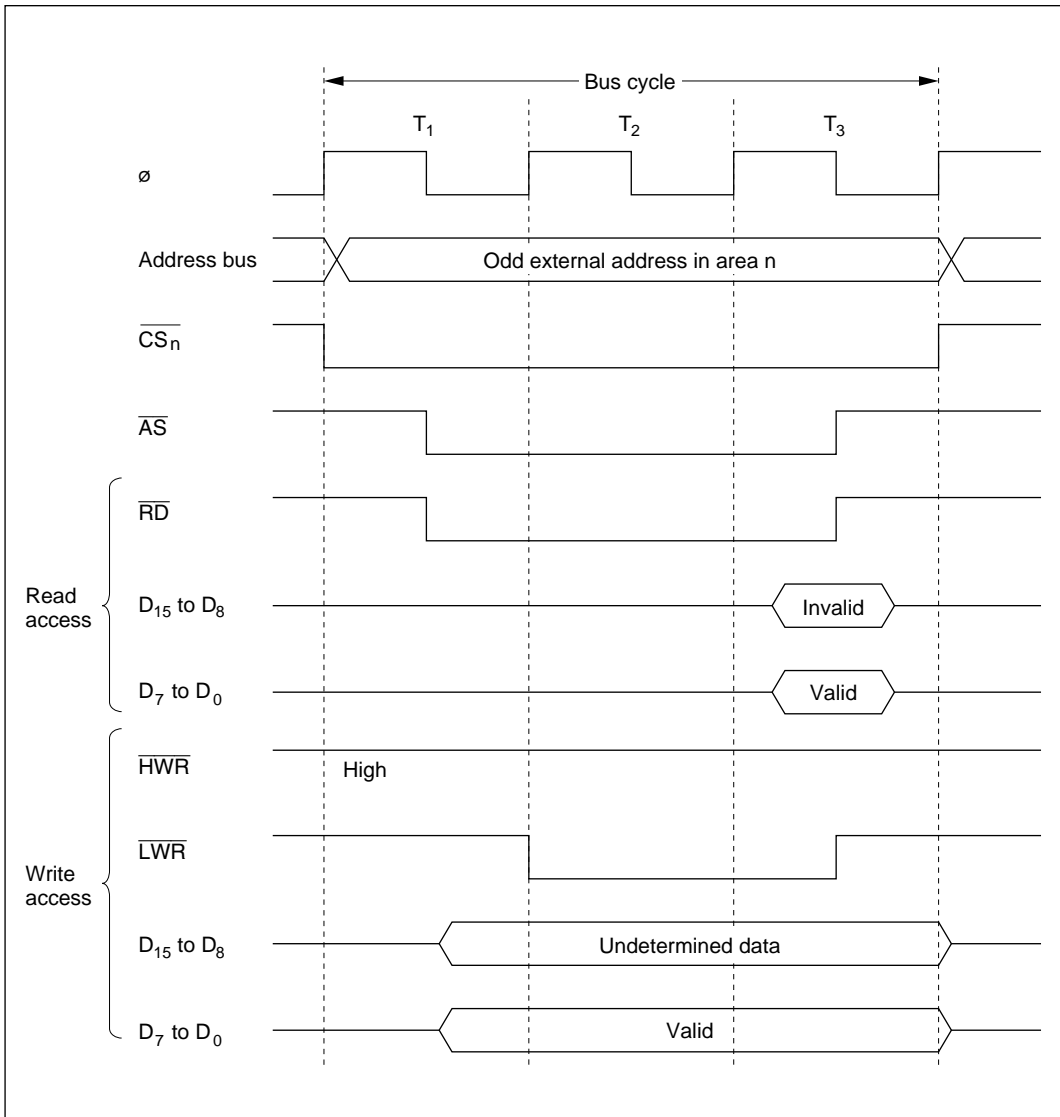 Bus cycle
T1 T2 T3
ø
Address bus Odd external address in area n
CSn
AS
RD
Read access
D15 to D8 Invalid
D7 to D0 Valid
HWR High
LWR
Write access
D15 to D8 Undetermined data
D7 to D0 Valid